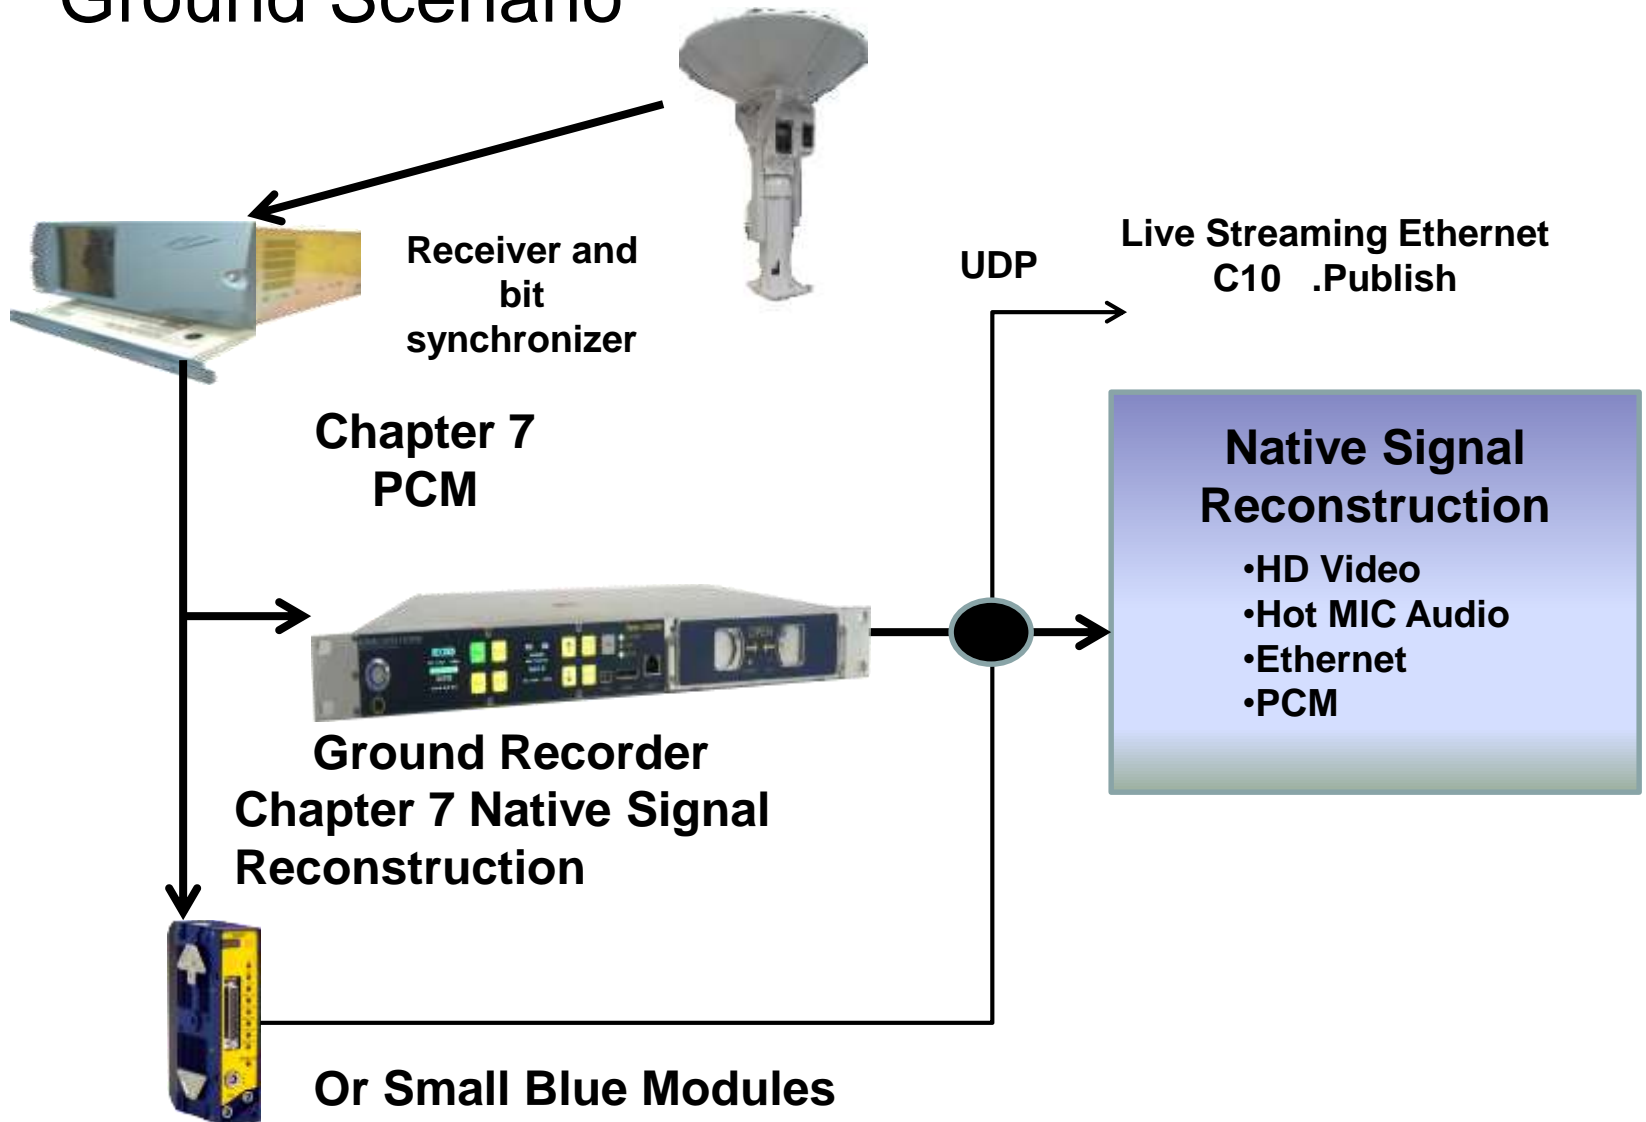 Ground Scenario
Receiver and
bit
synchronizer
UDP
Live Streaming Ethernet
C10 .Publish
Chapter 7
PCM
Native Signal
Reconstruction
•HD Video
•Hot MIC Audio
•Ethernet
•PCM
Ground Recorder
Chapter 7 Native Signal
Reconstruction
Or Small Blue Modules